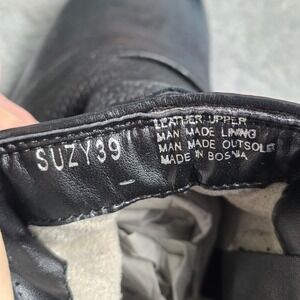 SUZY39
LEATHER UPPER
MAN MADE LINING
MAN MADE OUTSOLE
MADE IN BOSNIA